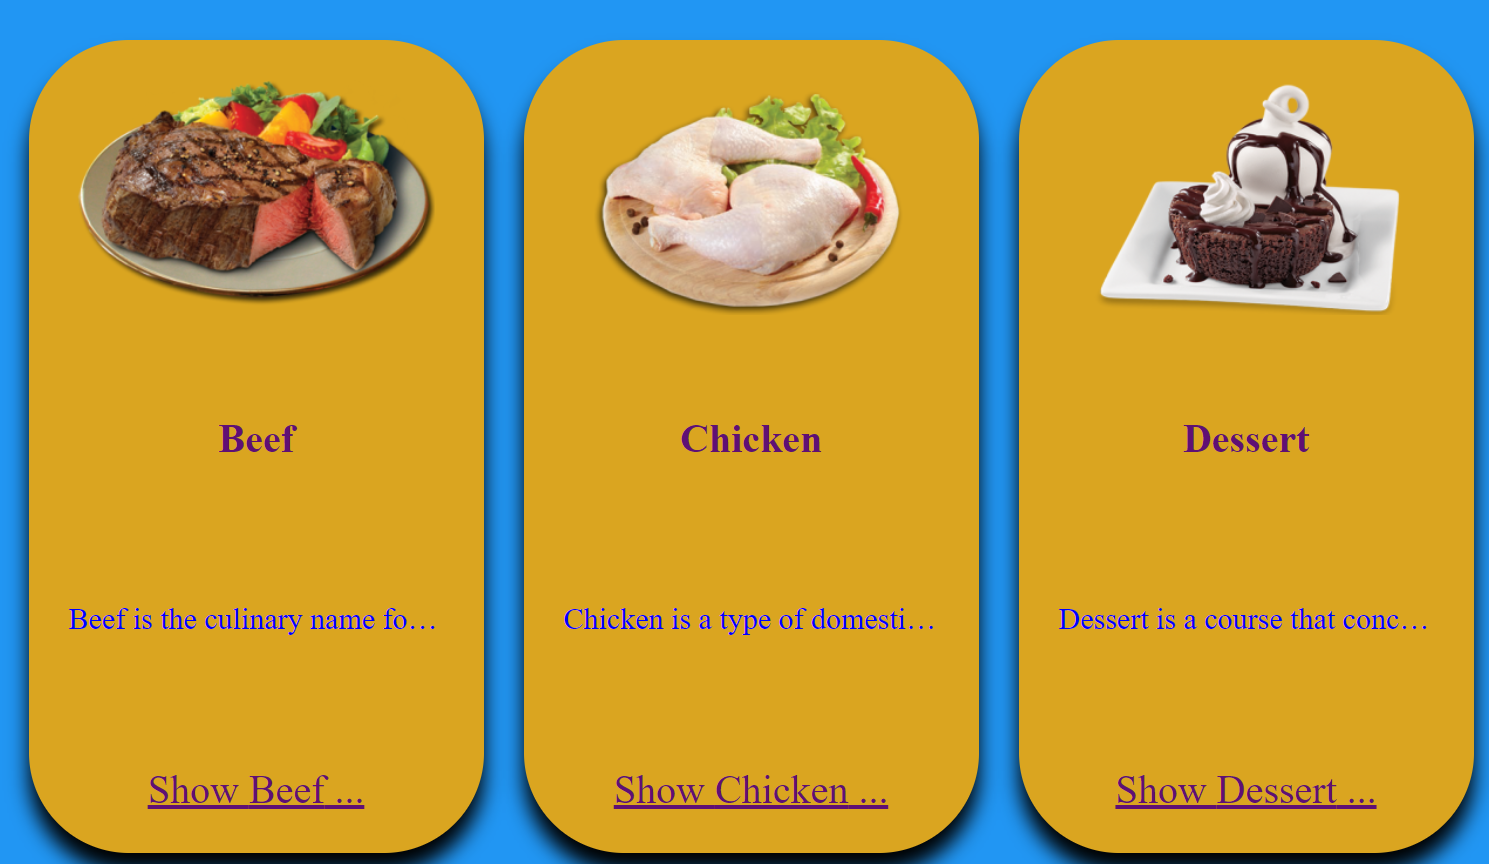 Beef
Chicken
Dessert
Beef is the culinary name fo…
Chicken is a type of domesti…
Dessert is a course that conc…
Show Beef ...
Show Chicken ...
Show Dessert ...